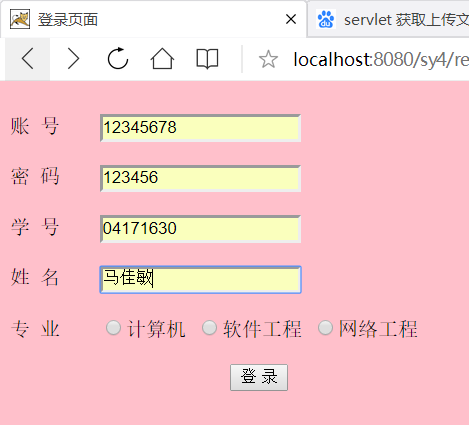 登录页面 × servlet 获取上传文
localhost:8080/sy4/re
账 号 12345678
密 码 123456
学 号 04171630
姓 名 马佳敏
专 业 计算机 软件工程 网络工程
登 录